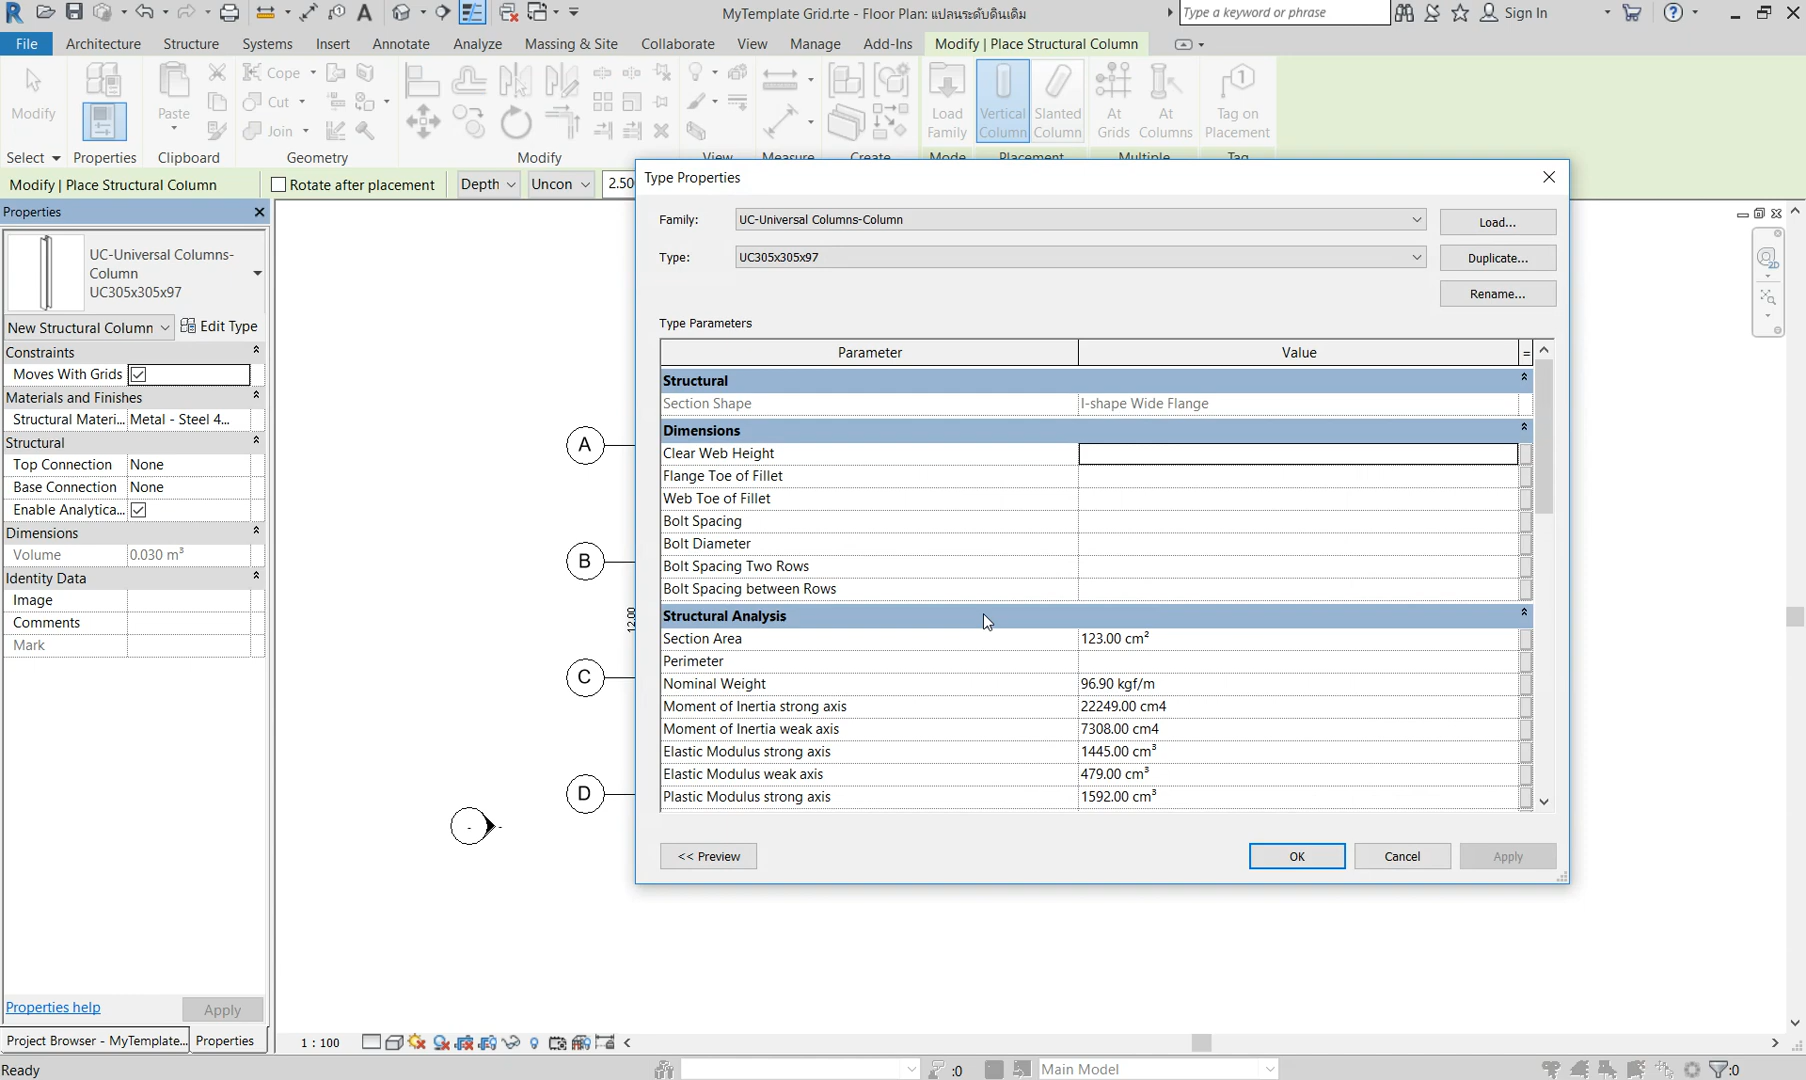 MyTemplate Grid.rte - Floor Plan: แปลนระดับดินเดิม
Type a keyword or phrase
Sign In
File
Architecture
Structure
Systems
Insert
Annotate
Analyze
Massing & Site
Collaborate
View
Manage
Add-Ins
Modify | Place Structural Column
Modify
Paste
Cope
Cut
Join
Load Family
Vertical Column
Slanted Column
At Grids
At Columns
Tag on Placement
Select
Properties
Clipboard
Geometry
Modify
View
Measure
Create
Mode
Placement
Multiple
Tag
Modify | Place Structural Column
Rotate after placement
Depth
Uncon
2.50
Properties
UC-Universal Columns-
Column
UC305x305x97
New Structural Column
Edit Type
Constraints
Moves With Grids
Materials and Finishes
Structural Materi... Metal - Steel 4...
Structural
Top Connection None
Base Connection None
Enable Analytica...
Dimensions
Volume 0.030 m³
Identity Data
Image
Comments
Mark
Properties help
Apply
Project Browser - MyTemplate...
Properties
A
B
12.00
C
D
Type Properties
Family: UC-Universal Columns-Column
Load...
Type: UC305x305x97
Duplicate...
Rename...
Type Parameters
Parameter Value =
Structural
Section Shape I-shape Wide Flange
Dimensions
Clear Web Height
Flange Toe of Fillet
Web Toe of Fillet
Bolt Spacing
Bolt Diameter
Bolt Spacing Two Rows
Bolt Spacing between Rows
Structural Analysis
Section Area 123.00 cm²
Perimeter
Nominal Weight 96.90 kgf/m
Moment of Inertia strong axis 22249.00 cm4
Moment of Inertia weak axis 7308.00 cm4
Elastic Modulus strong axis 1445.00 cm³
Elastic Modulus weak axis 479.00 cm³
Plastic Modulus strong axis 1592.00 cm³
<< Preview
OK
Cancel
Apply
1 : 100
Ready
:0
Main Model
:0